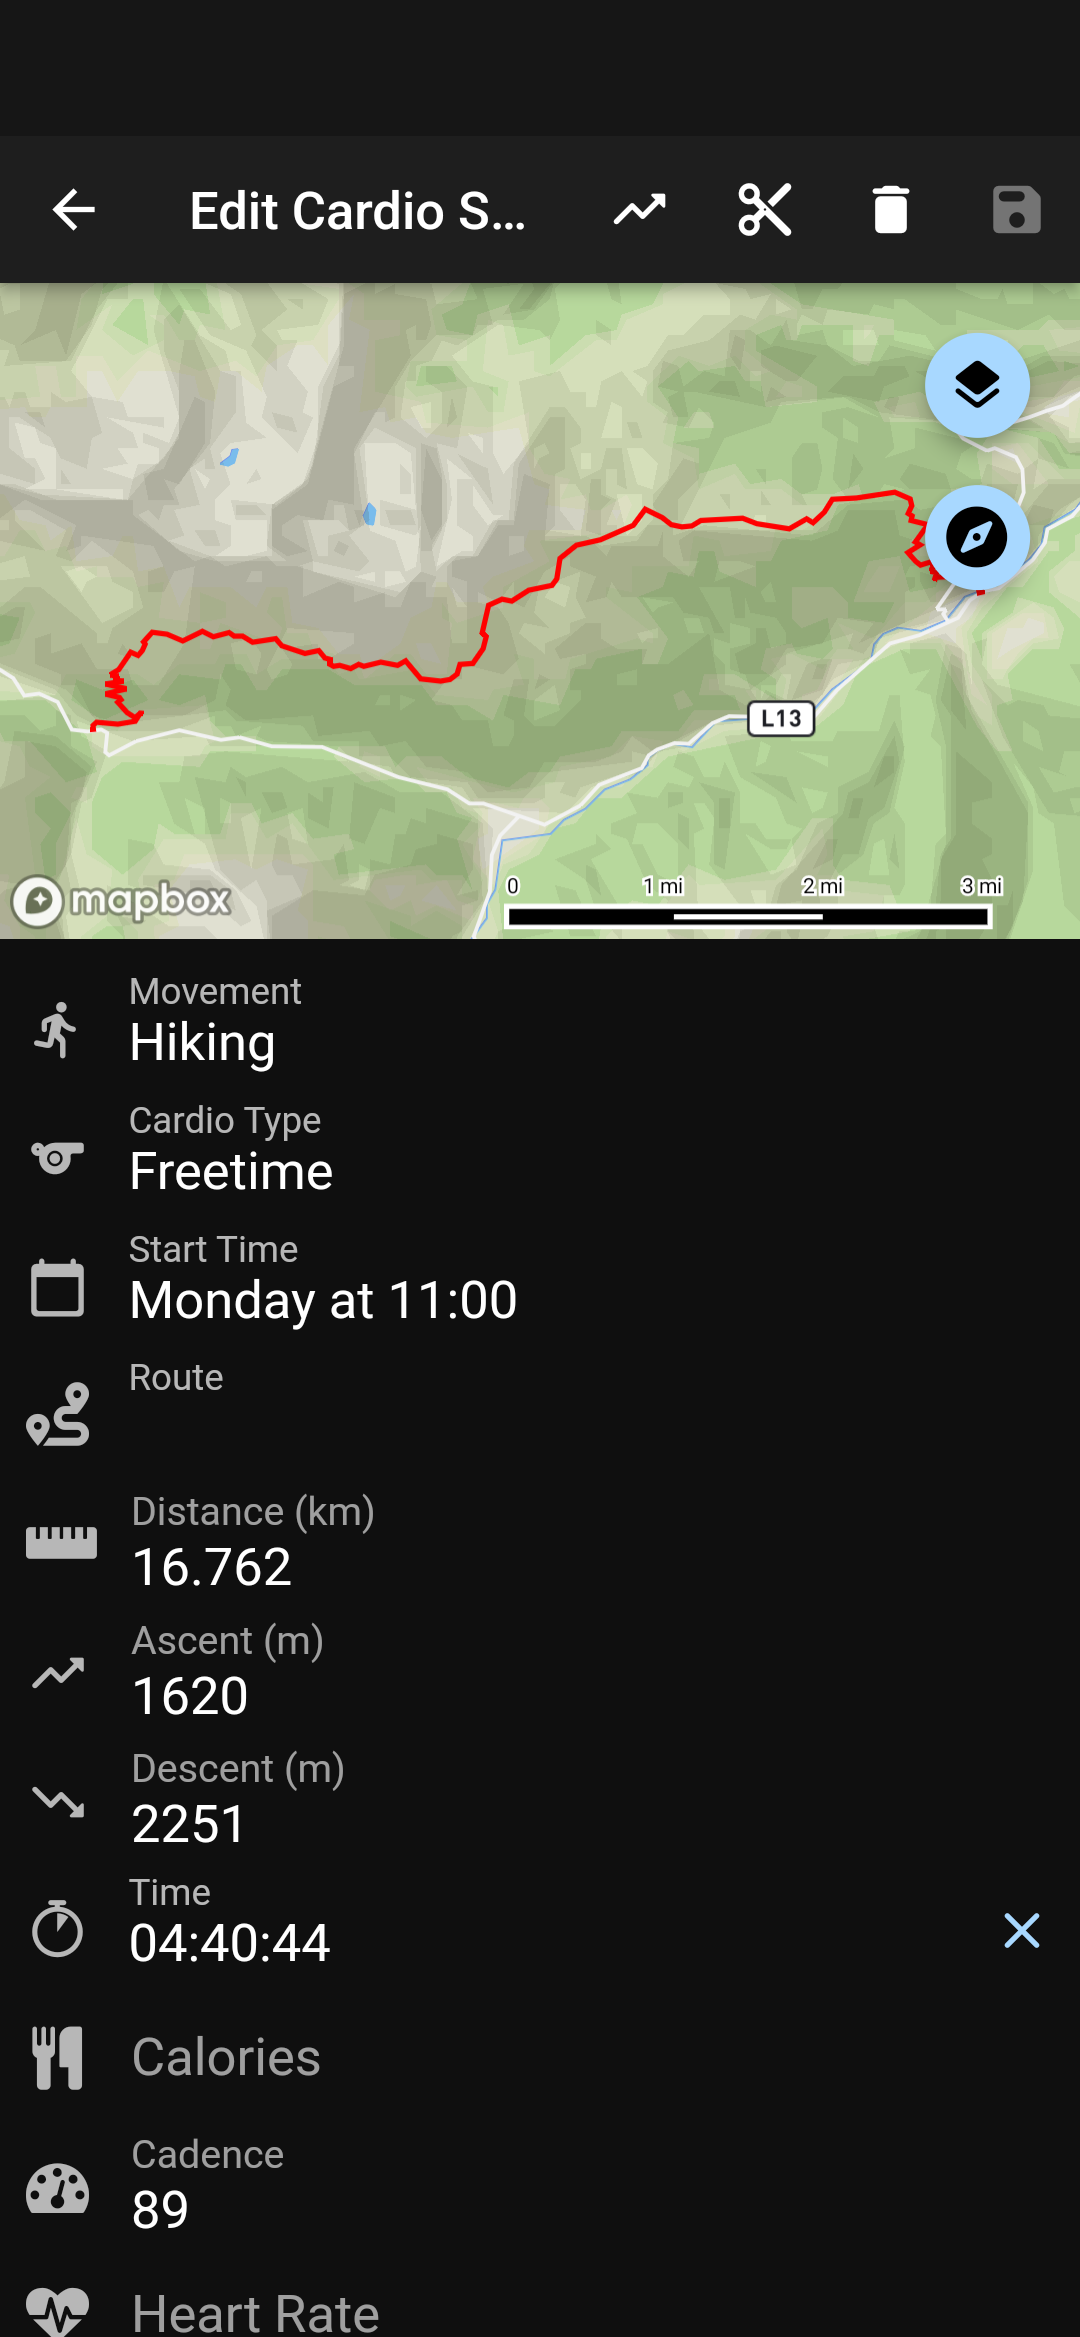 Edit Cardio S...
L13
0 1 mi 2 mi 3 mi
mapbox
Movement
Hiking
Cardio Type
Freetime
Start Time
Monday at 11:00
Route
Distance (km)
16.762
Ascent (m)
1620
Descent (m)
2251
Time
04:40:44
Calories
Cadence
89
Heart Rate